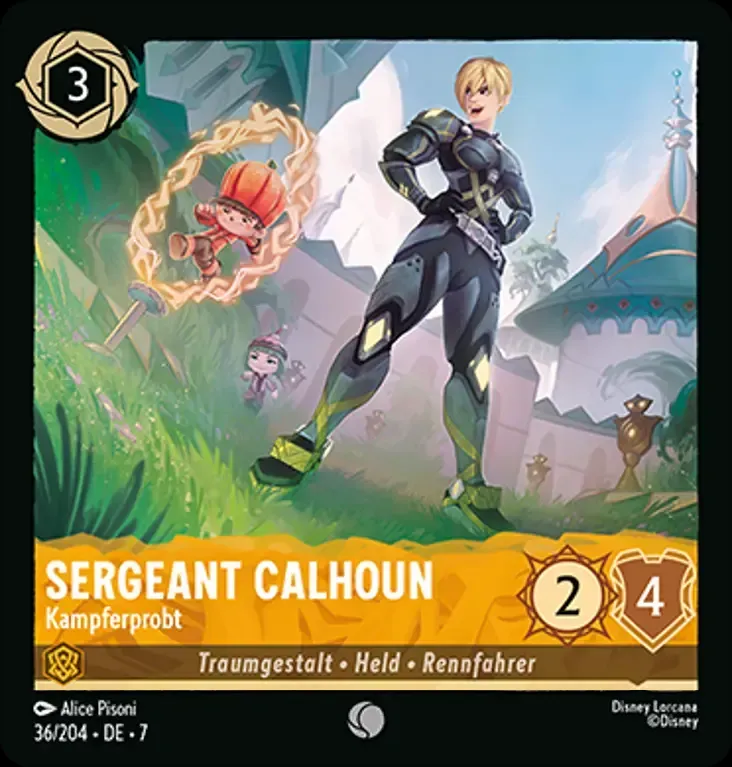 3
SERGEANT CALHOUN
Kampferprobt
2
4
Traumgestalt • Held • Rennfahrer
Alice Pisoni
Disney Lorcana
36/204 • DE • 7
©Disney